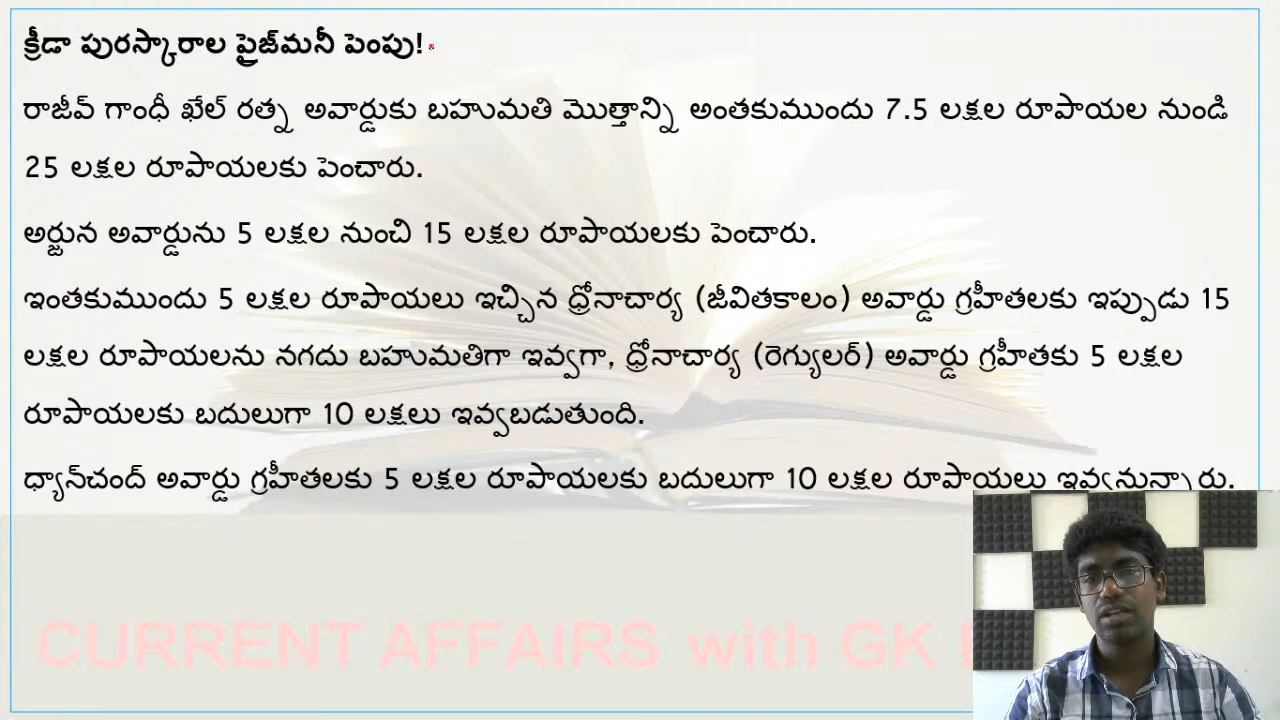 క్రీడా పురస్కారాల ప్రైజ్‌మనీ పెంపు!
రాజీవ్ గాంధీ ఖేల్ రత్న అవార్డుకు బహుమతి మొత్తాన్ని అంతకుముందు 7.5 లక్షల రూపాయల నుండి
25 లక్షల రూపాయలకు పెంచారు.
అర్జున అవార్డును 5 లక్షల నుంచి 15 లక్షల రూపాయలకు పెంచారు.
ఇంతకుముందు 5 లక్షల రూపాయలు ఇచ్చిన ధ్రోనాచార్య (జీవితకాలం) అవార్డు గ్రహీతలకు ఇప్పుడు 15
లక్షల రూపాయలను నగదు బహుమతిగా ఇవ్వగా, ధ్రోనాచార్య (రెగ్యులర్) అవార్డు గ్రహీతకు 5 లక్షల
రూపాయలకు బదులుగా 10 లక్షలు ఇవ్వబడుతుంది.
ధ్యాన్‌చంద్ అవార్డు గ్రహీతలకు 5 లక్షల రూపాయలకు బదులుగా 10 లక్షల రూపాయలు ఇవ్వనున్నారు.
CURRENT AFFAIRS with GK